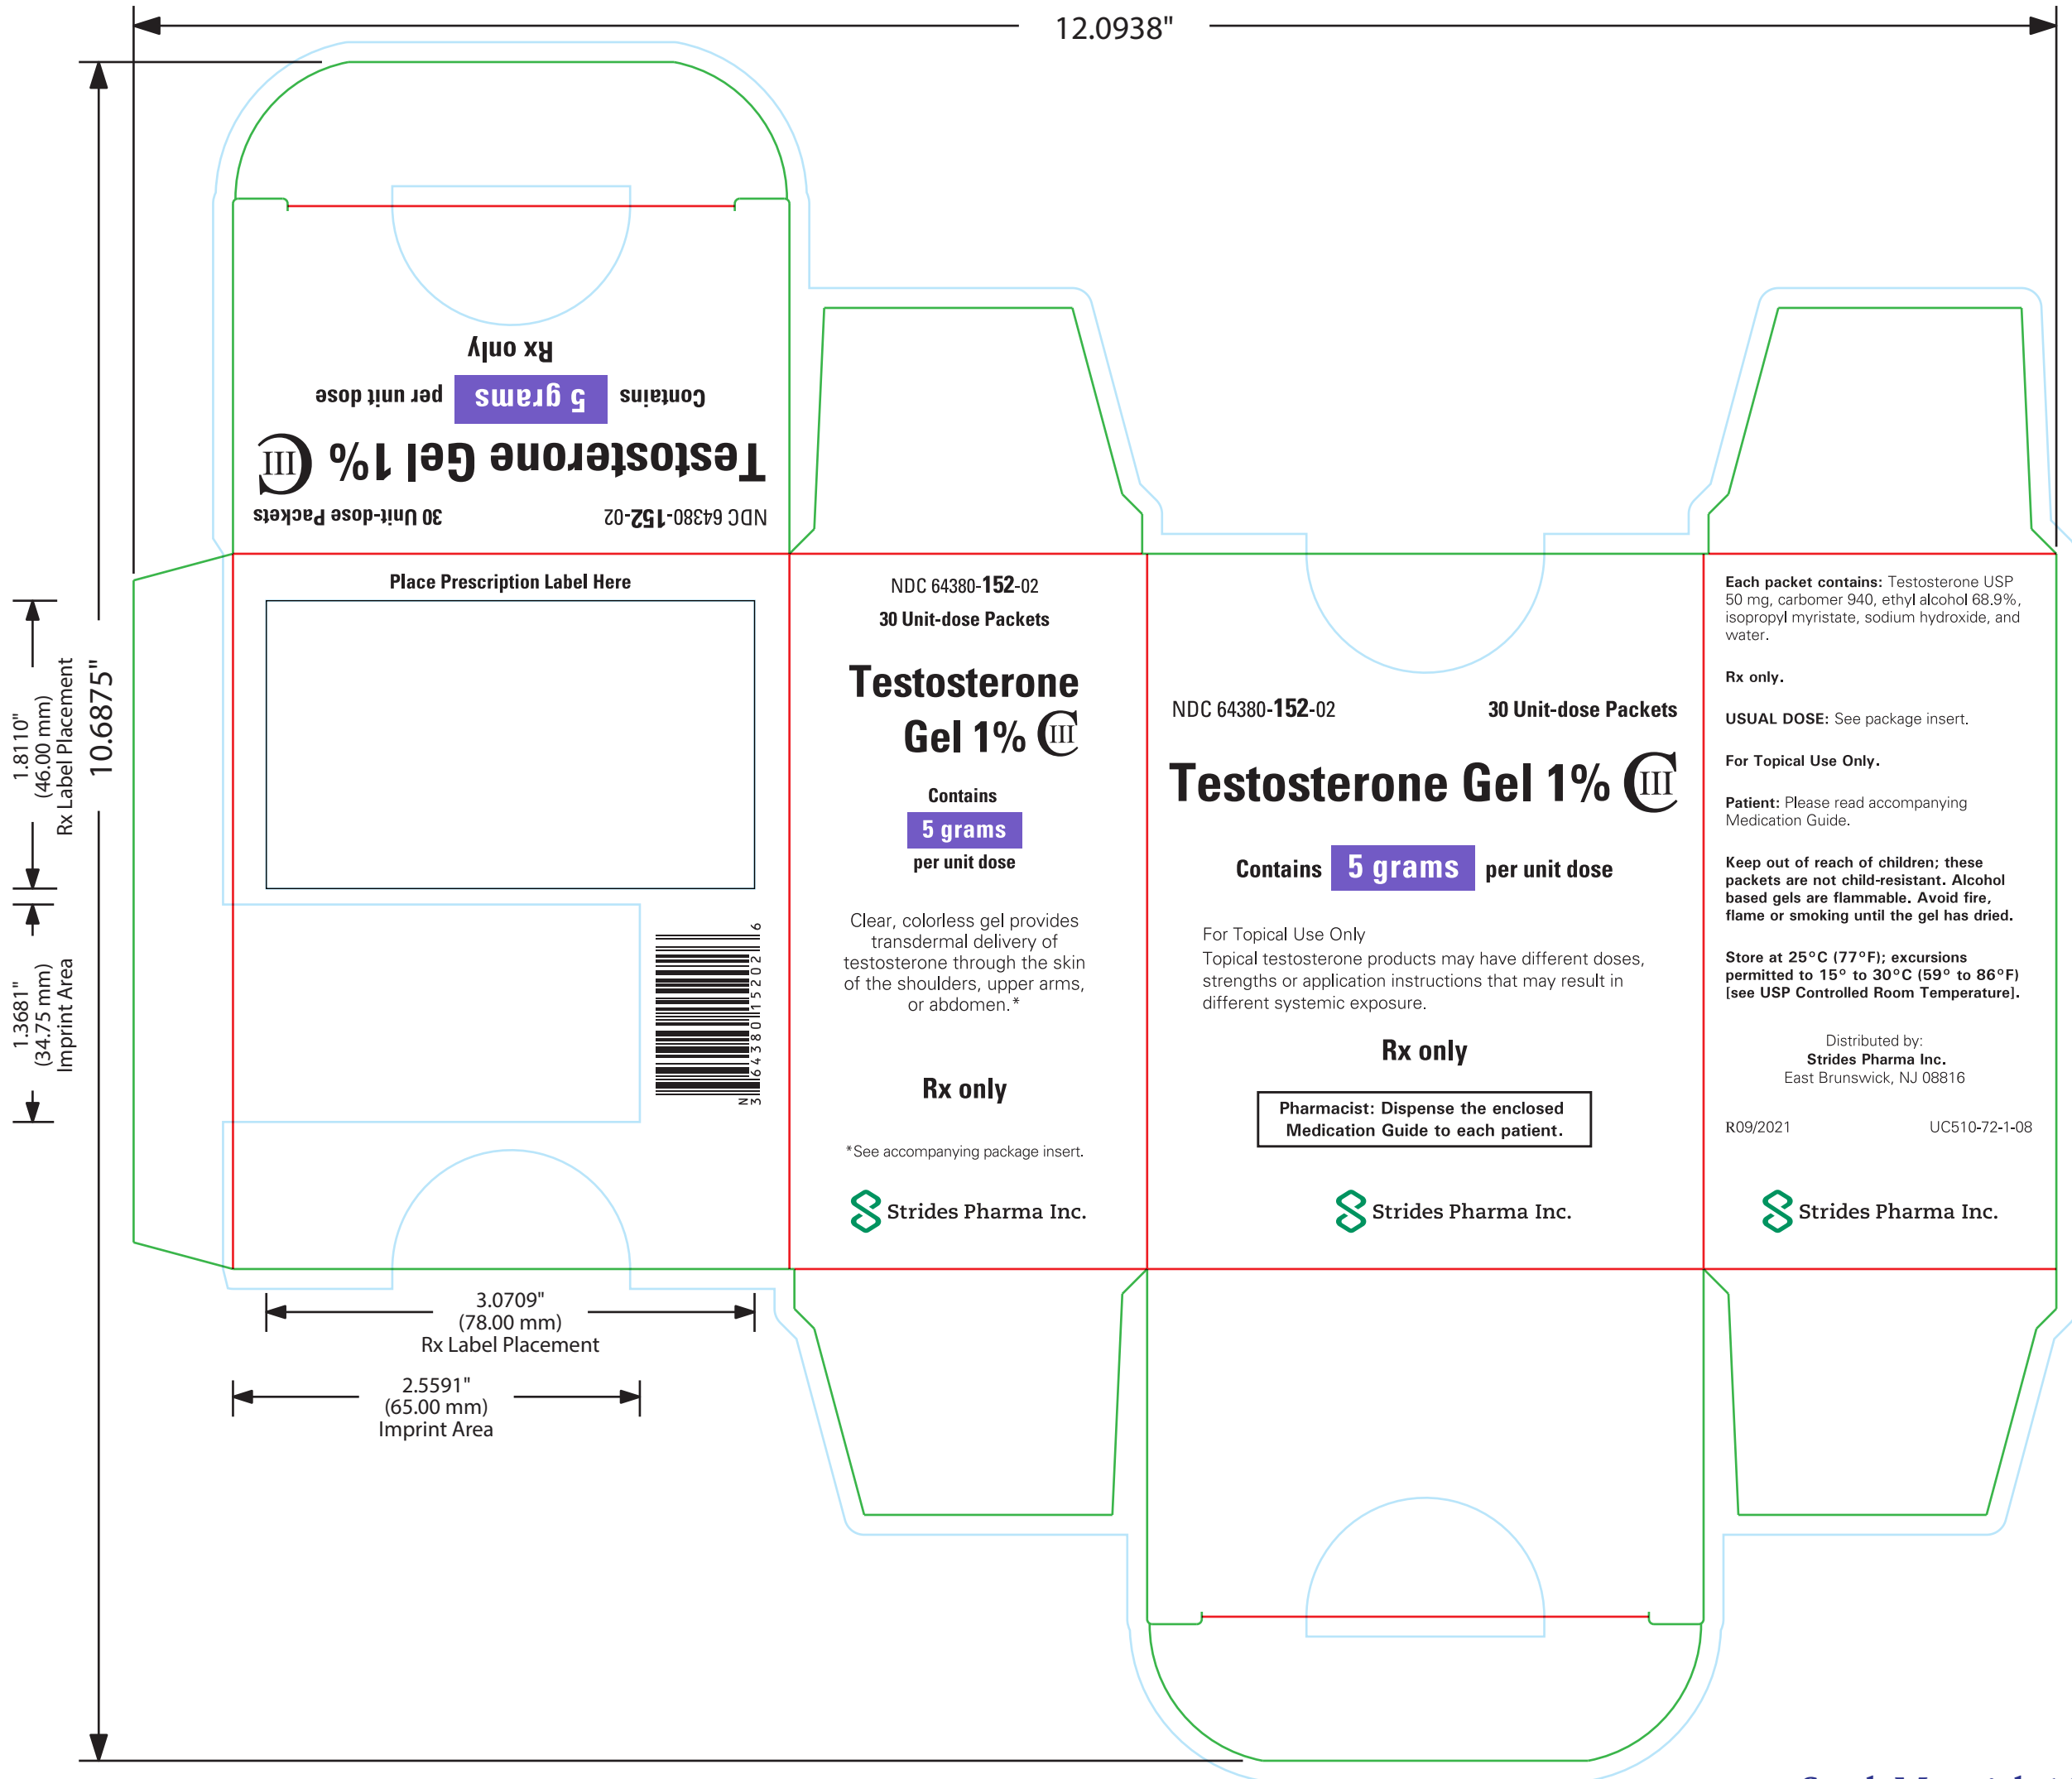 12.0938"
Rx only
Contains 5 grams per unit dose
Testosterone Gel 1% CIII
NDC 64380-152-02 30 Unit-dose Packets
Place Prescription Label Here
1.8110"
(46.00 mm)
Rx Label Placement
10.6875"
1.3681"
(34.75 mm)
Imprint Area
N
3 64380 15202 6
3.0709"
(78.00 mm)
Rx Label Placement
2.5591"
(65.00 mm)
Imprint Area
NDC 64380-152-02
30 Unit-dose Packets
Testosterone
Gel 1% CIII
Contains
5 grams
per unit dose
Clear, colorless gel provides
transdermal delivery of
testosterone through the skin
of the shoulders, upper arms,
or abdomen.*
Rx only
*See accompanying package insert.
Strides Pharma Inc.
NDC 64380-152-02 30 Unit-dose Packets
Testosterone Gel 1% CIII
Contains 5 grams per unit dose
For Topical Use Only
Topical testosterone products may have different doses,
strengths or application instructions that may result in
different systemic exposure.
Rx only
Pharmacist: Dispense the enclosed
Medication Guide to each patient.
Strides Pharma Inc.
Each packet contains: Testosterone USP
50 mg, carbomer 940, ethyl alcohol 68.9%,
isopropyl myristate, sodium hydroxide, and
water.
Rx only.
USUAL DOSE: See package insert.
For Topical Use Only.
Patient: Please read accompanying
Medication Guide.
Keep out of reach of children; these
packets are not child-resistant. Alcohol
based gels are flammable. Avoid fire,
flame or smoking until the gel has dried.
Store at 25°C (77°F); excursions
permitted to 15° to 30°C (59° to 86°F)
[see USP Controlled Room Temperature].
Distributed by:
Strides Pharma Inc.
East Brunswick, NJ 08816
R09/2021 UC510-72-1-08
Strides Pharma Inc.